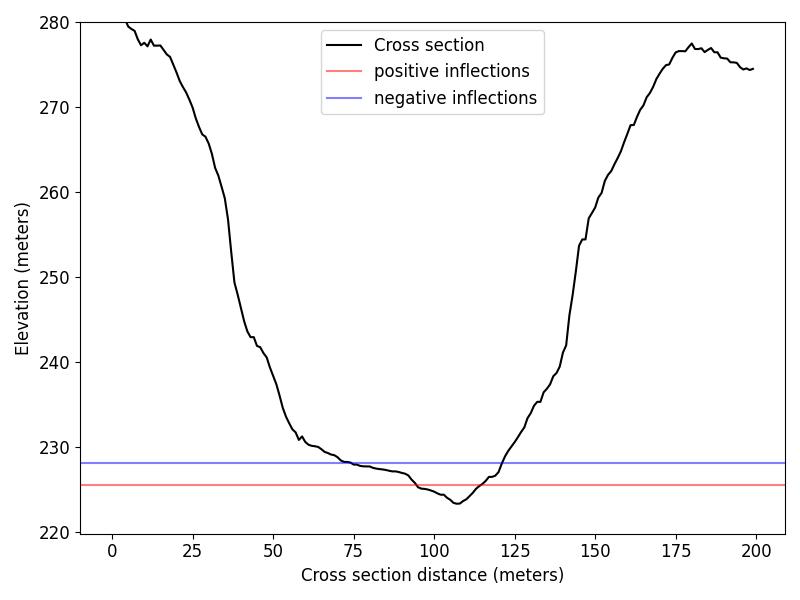 280
270
260
250
240
230
220
Elevation (meters)
Cross section
positive inflections
negative inflections
0 25 50 75 100 125 150 175 200
Cross section distance (meters)